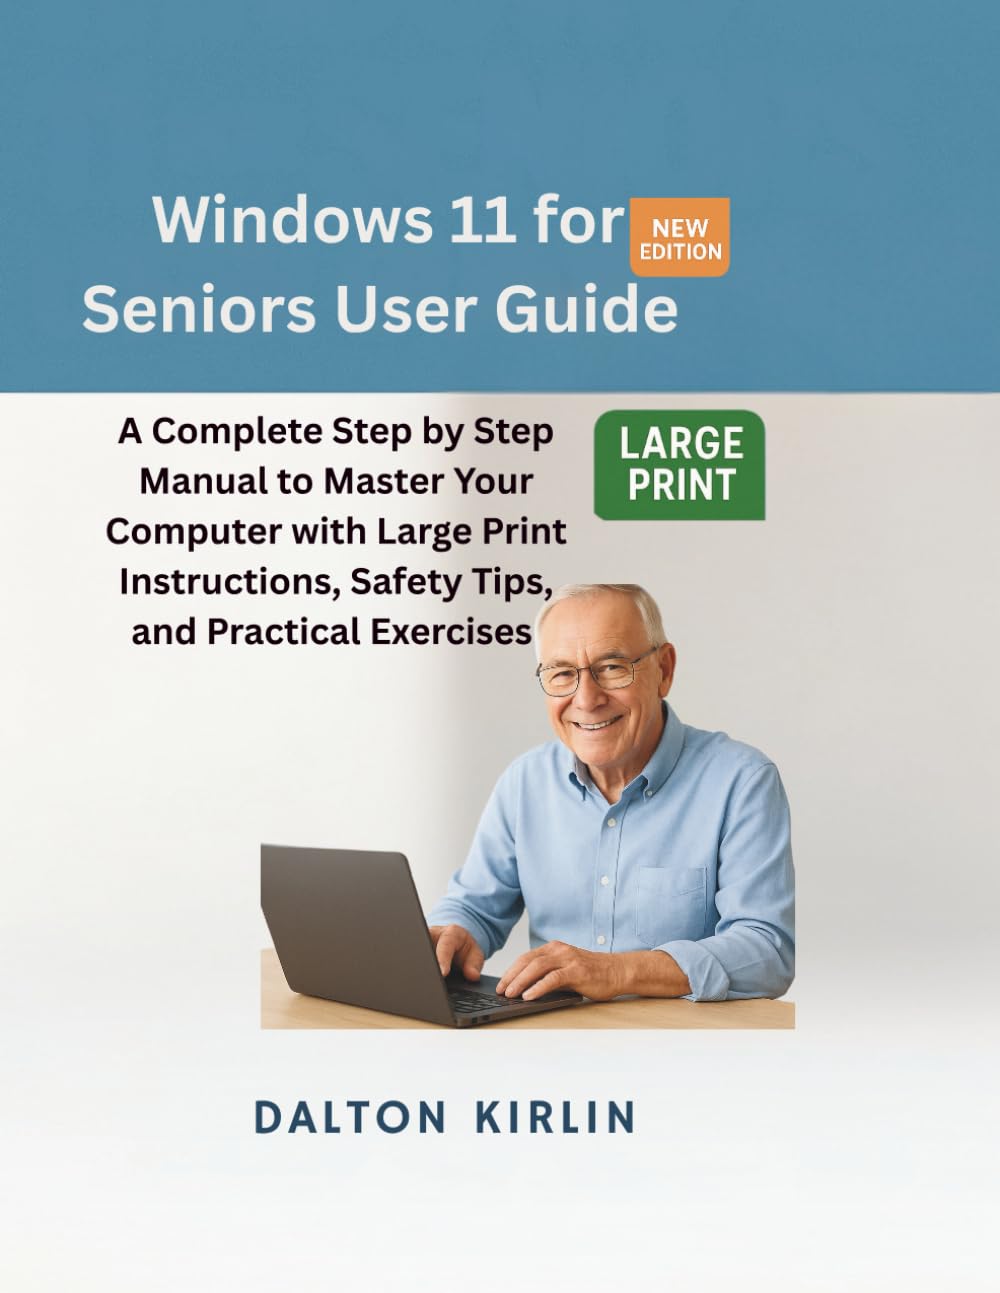 Windows 11 for
NEW
EDITION
Seniors User Guide
A Complete Step by Step
Manual to Master Your
Computer with Large Print
Instructions, Safety Tips,
and Practical Exercises
LARGE
PRINT
DALTON KIRLIN